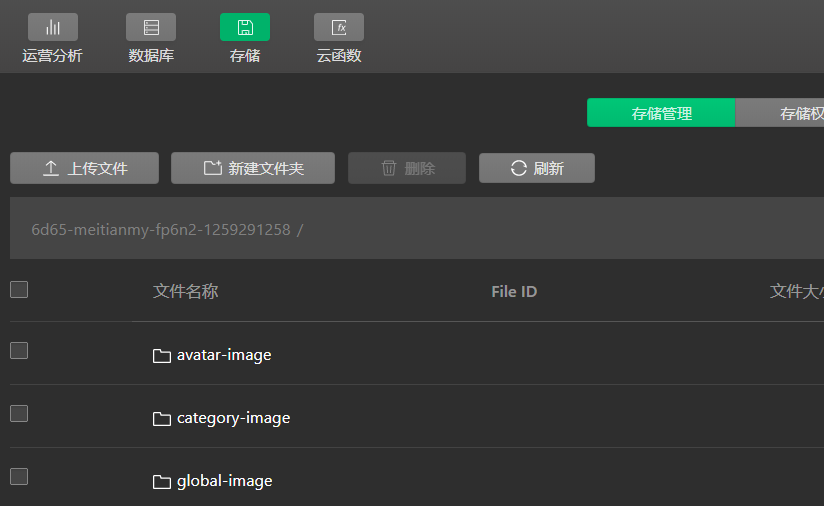 运营分析 数据库 存储 云函数
存储管理 存储权
上传文件 新建文件夹 删除 刷新
6d65-meitianmy-fp6n2-1259291258 /
文件名称 File ID 文件大
avatar-image
category-image
global-image